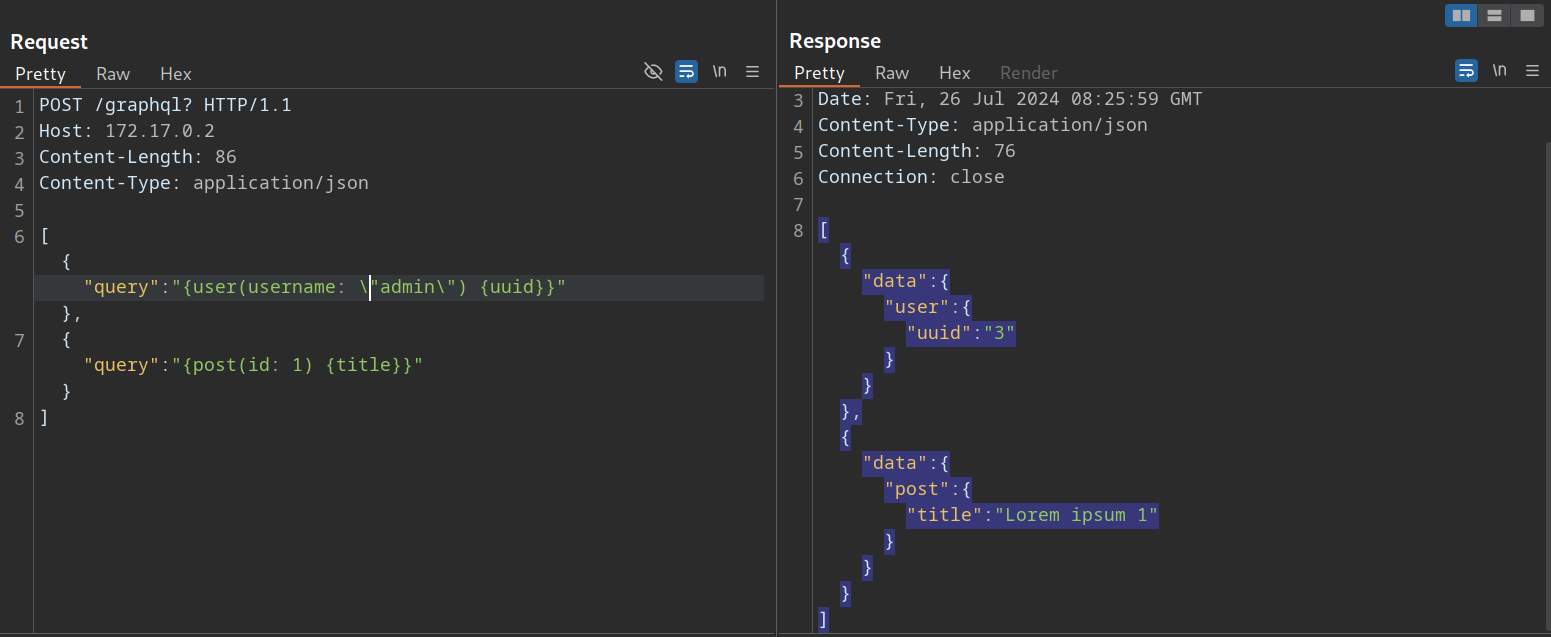 Request
Pretty Raw Hex
\n
1 POST /graphql? HTTP/1.1
2 Host: 172.17.0.2
3 Content-Length: 86
4 Content-Type: application/json
5
6 [
{
"query":"{user(username: \"admin\") {uuid}}"
},
7 {
"query":"{post(id: 1) {title}}"
}
8 ]
Response
Pretty Raw Hex Render
\n
3 Date: Fri, 26 Jul 2024 08:25:59 GMT
4 Content-Type: application/json
5 Content-Length: 76
6 Connection: close
7
8 [
{
"data":{
"user":{
"uuid":"3"
}
}
},
{
"data":{
"post":{
"title":"Lorem ipsum 1"
}
}
}
]